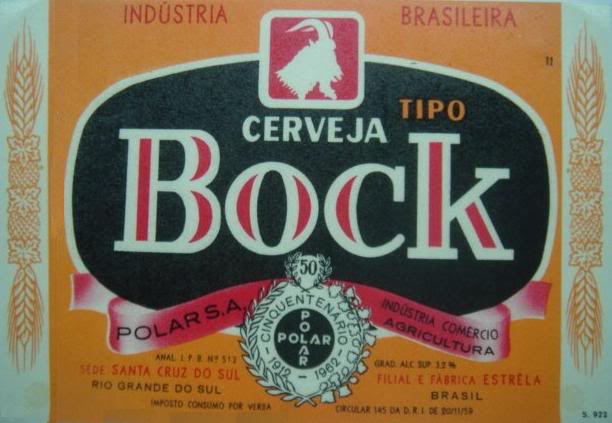 INDÚSTRIA BRASILEIRA
11
TIPO
CERVEJA
BOCK
50
POLAR S.A. INDÚSTRIA COMERCIO
AGRICULTURA
CINQUENTENÁRIO
POLAR
POLAR
1912 - 1962
ANAL. I. P. B. Nº 513 GRAD. ALC. SUP. 3,2 %
SEDE SANTA CRUZ DO SUL FILIAL E FÁBRICA ESTRÊLA
RIO GRANDE DO SUL BRASIL
IMPOSTO CONSUMO POR VERBA CIRCULAR 145 DA D. R. I. DE 20/11/59
S. 922